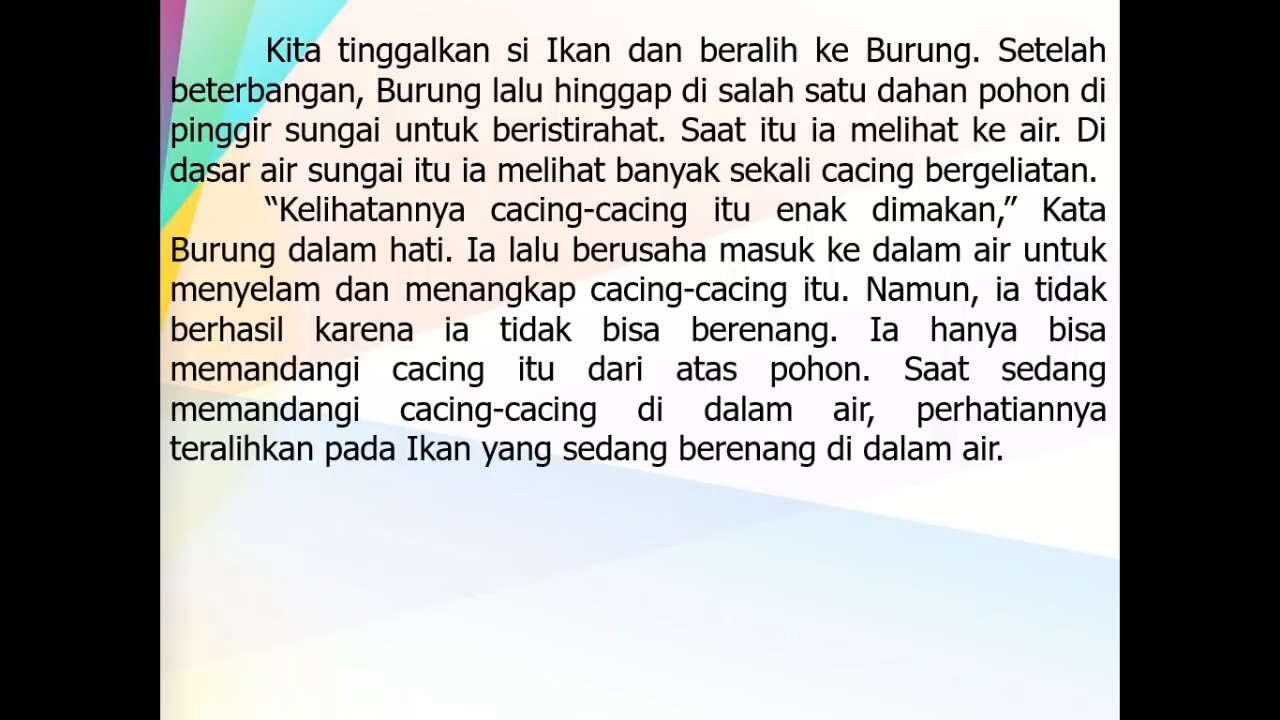 Kita tinggalkan si Ikan dan beralih ke Burung. Setelah
beterbangan, Burung lalu hinggap di salah satu dahan pohon di
pinggir sungai untuk beristirahat. Saat itu ia melihat ke air. Di
dasar air sungai itu ia melihat banyak sekali cacing bergeliatan.
“Kelihatannya cacing-cacing itu enak dimakan,” Kata
Burung dalam hati. Ia lalu berusaha masuk ke dalam air untuk
menyelam dan menangkap cacing-cacing itu. Namun, ia tidak
berhasil karena ia tidak bisa berenang. Ia hanya bisa
memandangi cacing itu dari atas pohon. Saat sedang
memandangi cacing-cacing di dalam air, perhatiannya
teralihkan pada Ikan yang sedang berenang di dalam air.